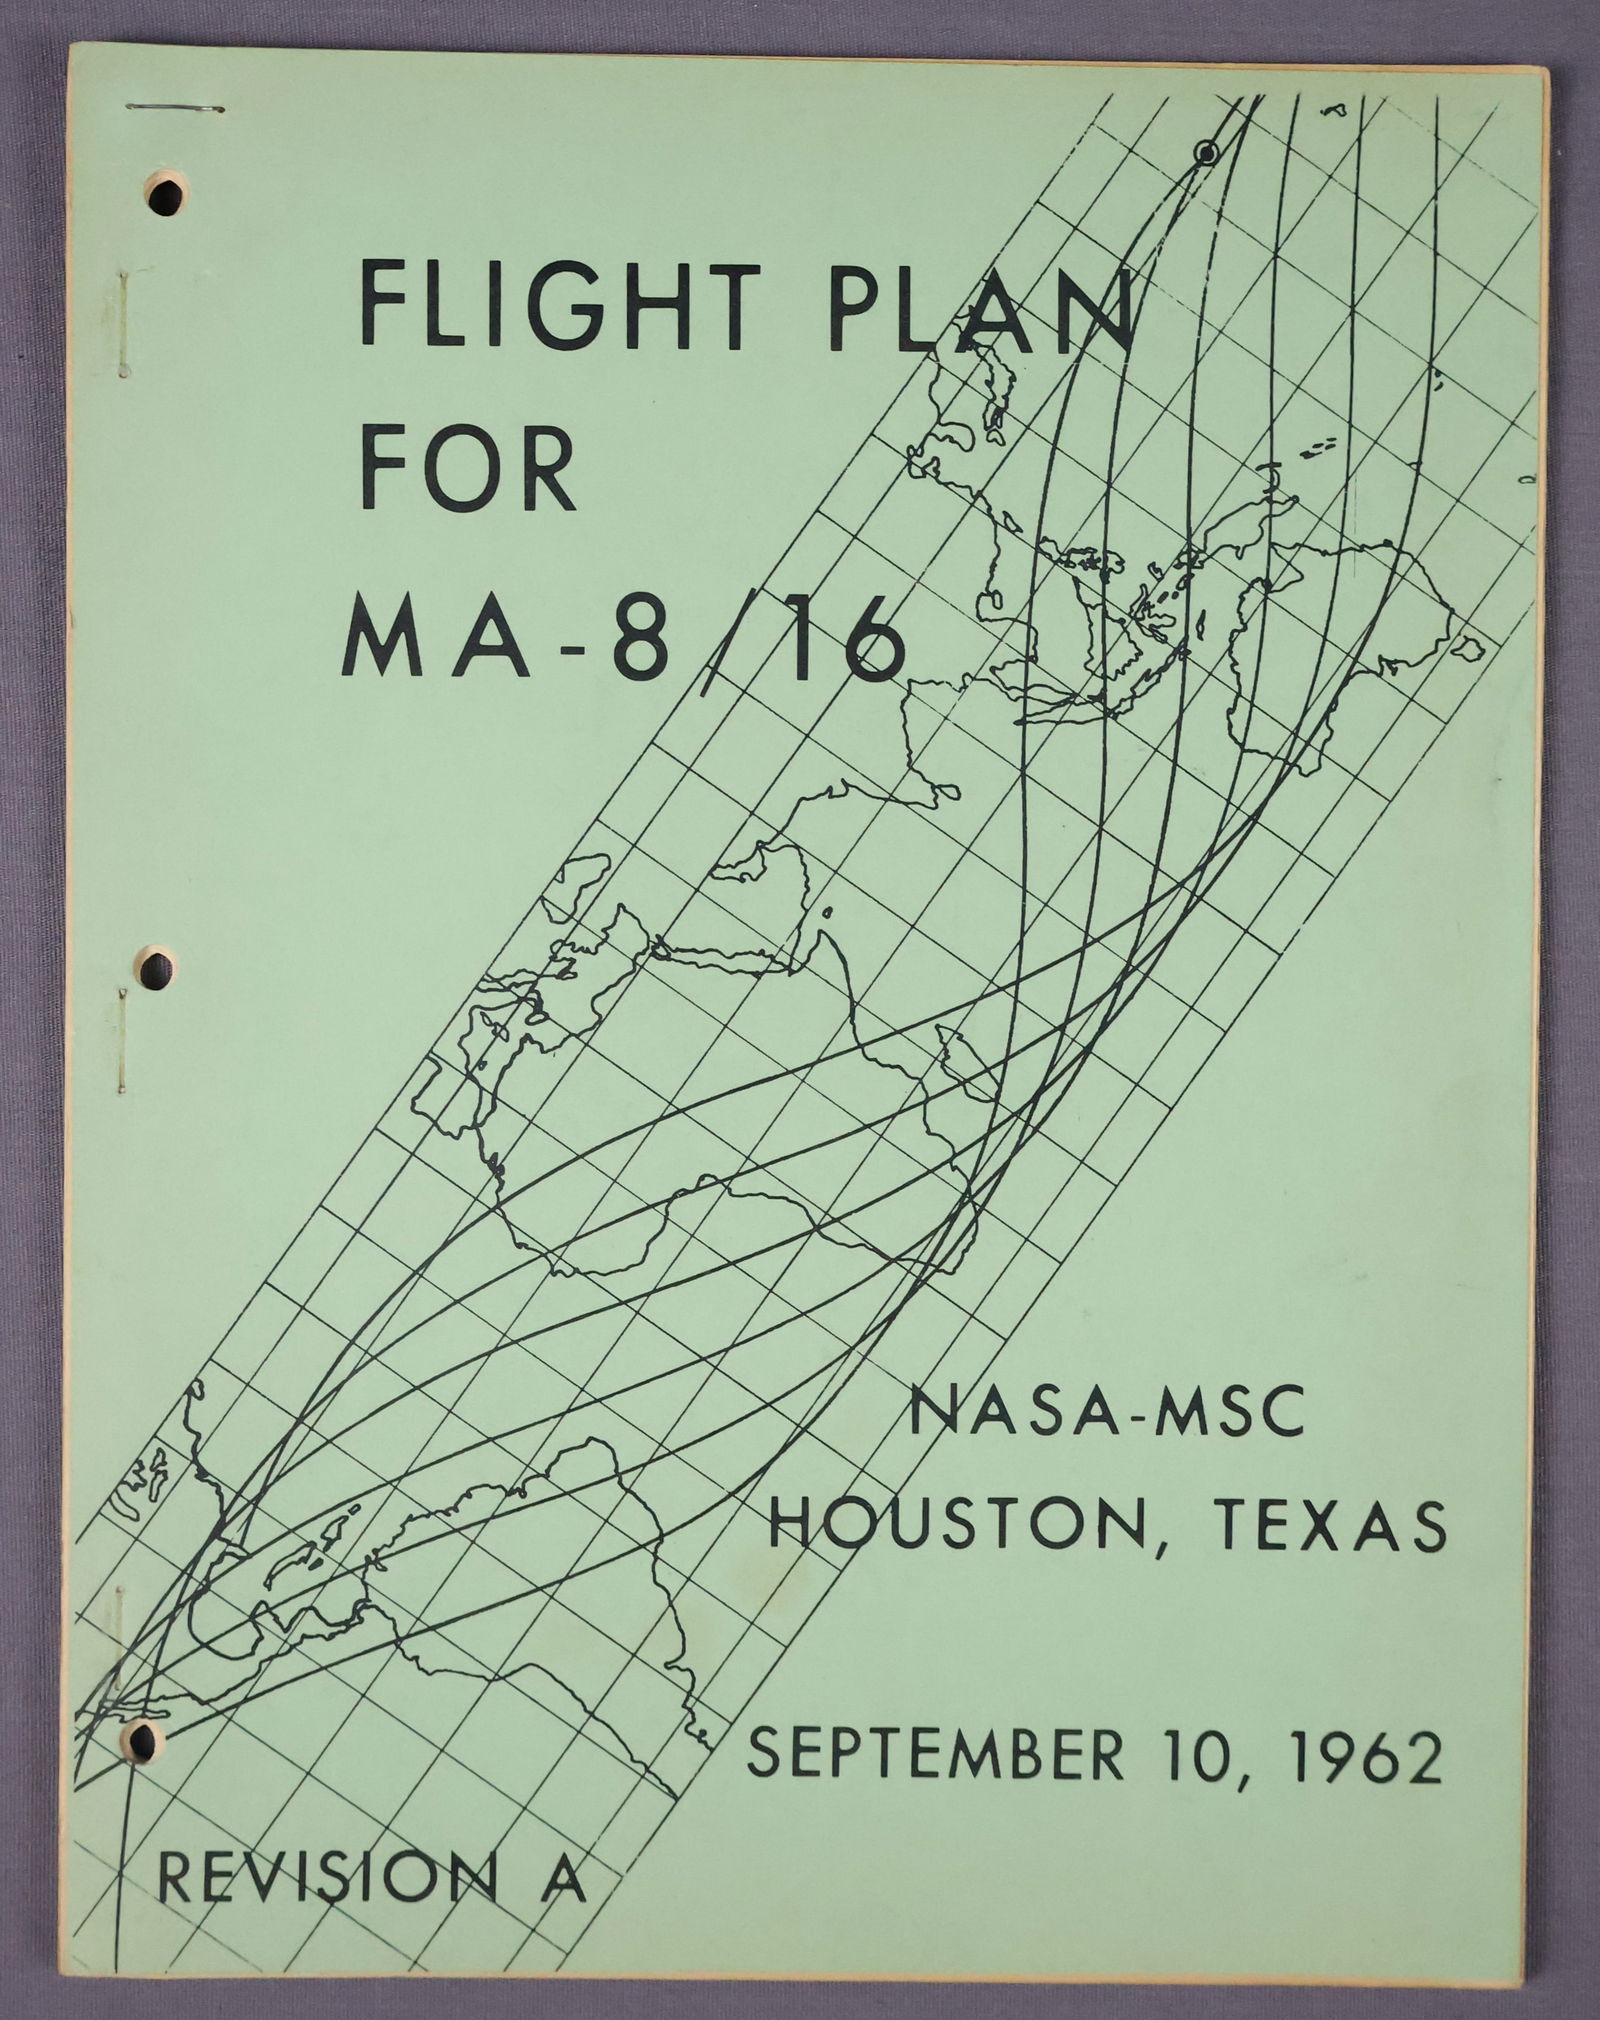 FLIGHT PLAN
FOR
MA-8/16
NASA-MSC
HOUSTON, TEXAS
SEPTEMBER 10, 1962
REVISION A